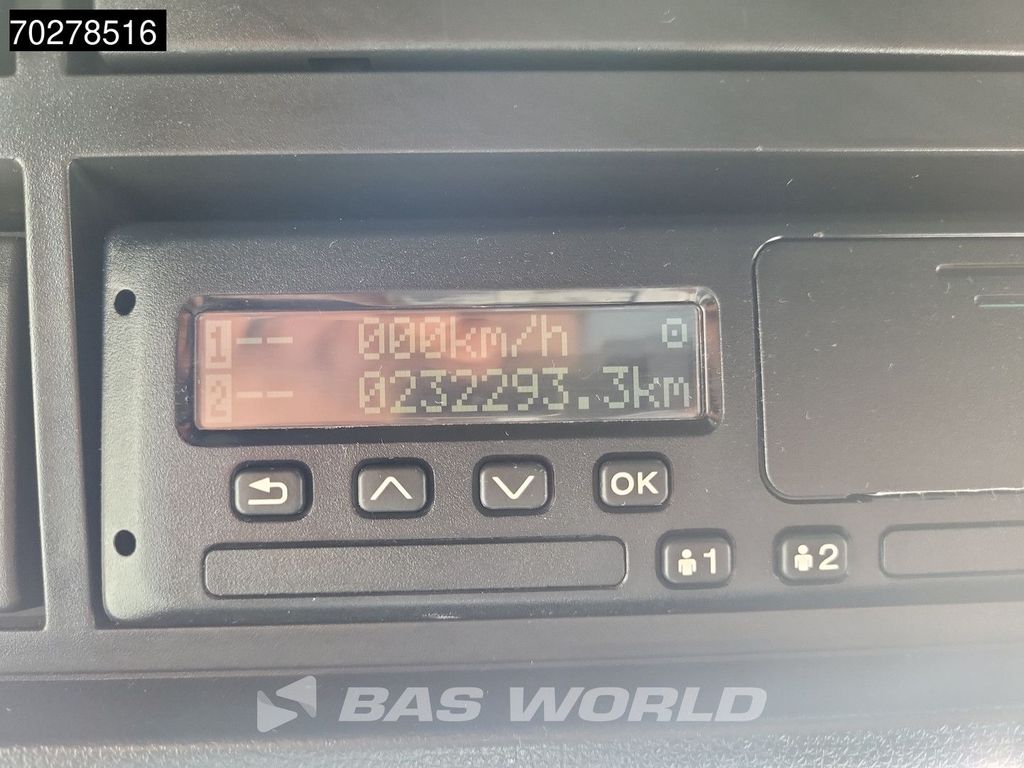 70278516
1-- 000km/h
2-- 0232293.3km
OK
1 2
BAS WORLD